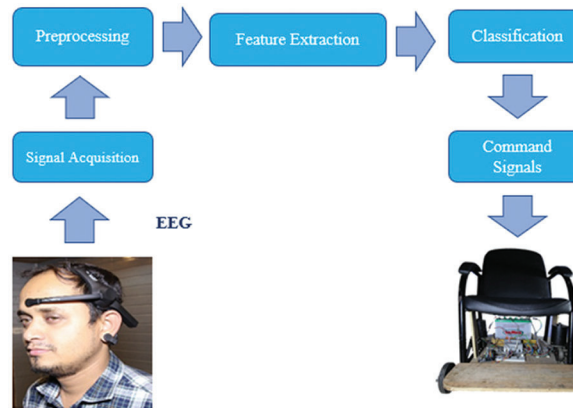 Preprocessing
Feature Extraction
Classification
Signal Acquisition
Command
Signals
EEG